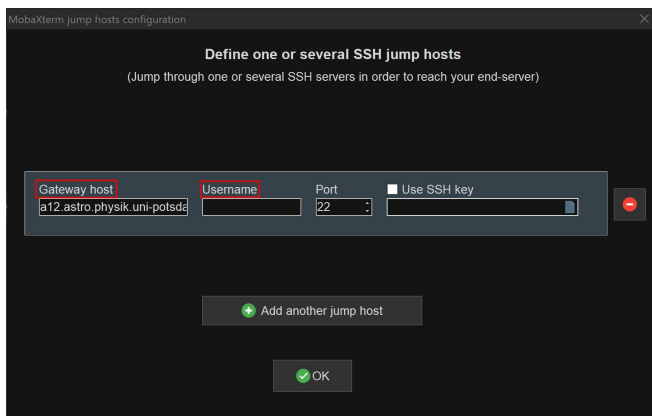 MobaXterm jump hosts configuration
Define one or several SSH jump hosts
(Jump through one or several SSH servers in order to reach your end-server)
Gateway host Username Port Use SSH key
a12.astro.physik.uni-potsda 22
Add another jump host
OK